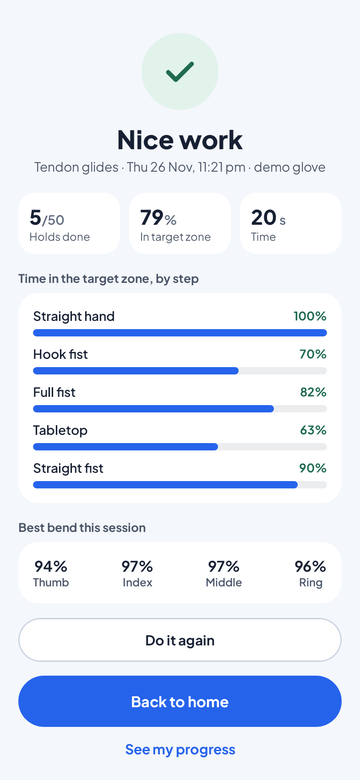 Nice work
Tendon glides · Thu 26 Nov, 11:21 pm · demo glove
5/50
Holds done
79%
In target zone
20 s
Time
Time in the target zone, by step
Straight hand 100%
Hook fist 70%
Full fist 82%
Tabletop 63%
Straight fist 90%
Best bend this session
94% 97% 97% 96%
Thumb Index Middle Ring
Do it again
Back to home
See my progress